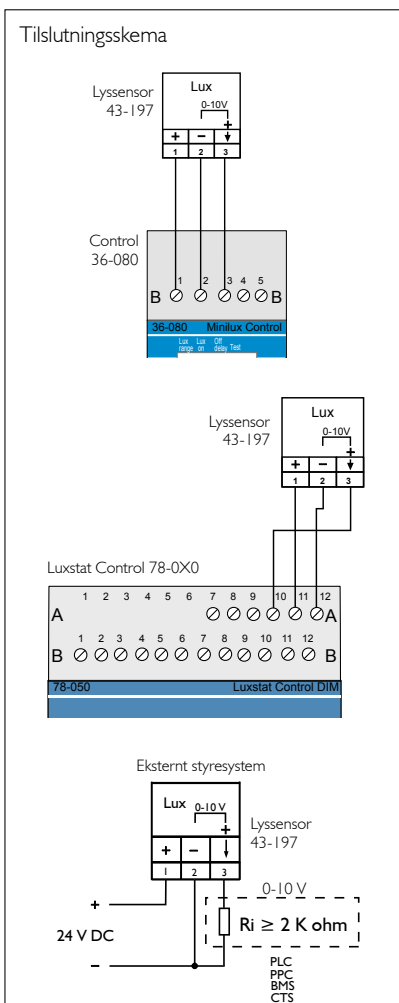 Tilslutningsskema
Lyssensor
43-197
Lux
0-10V
+ − +
1 2 3
Control
36-080
1 2 3 4 5
B B
36-080 Minilux Control
Lux range Lux on Off delay Test
Lyssensor
43-197
Lux
0-10V
+ − +
1 2 3
Luxstat Control 78-0X0
1 2 3 4 5 6 7 8 9 10 11 12
A A
1 2 3 4 5 6 7 8 9 10 11 12
B B
78-050 Luxstat Control DIM
Eksternt styresystem
Lux 0-10 V
+ − +
1 2 3
Lyssensor
43-197
0-10 V
+
24 V DC
−
Ri ≥ 2 K ohm
PLC
PPC
BMS
CTS